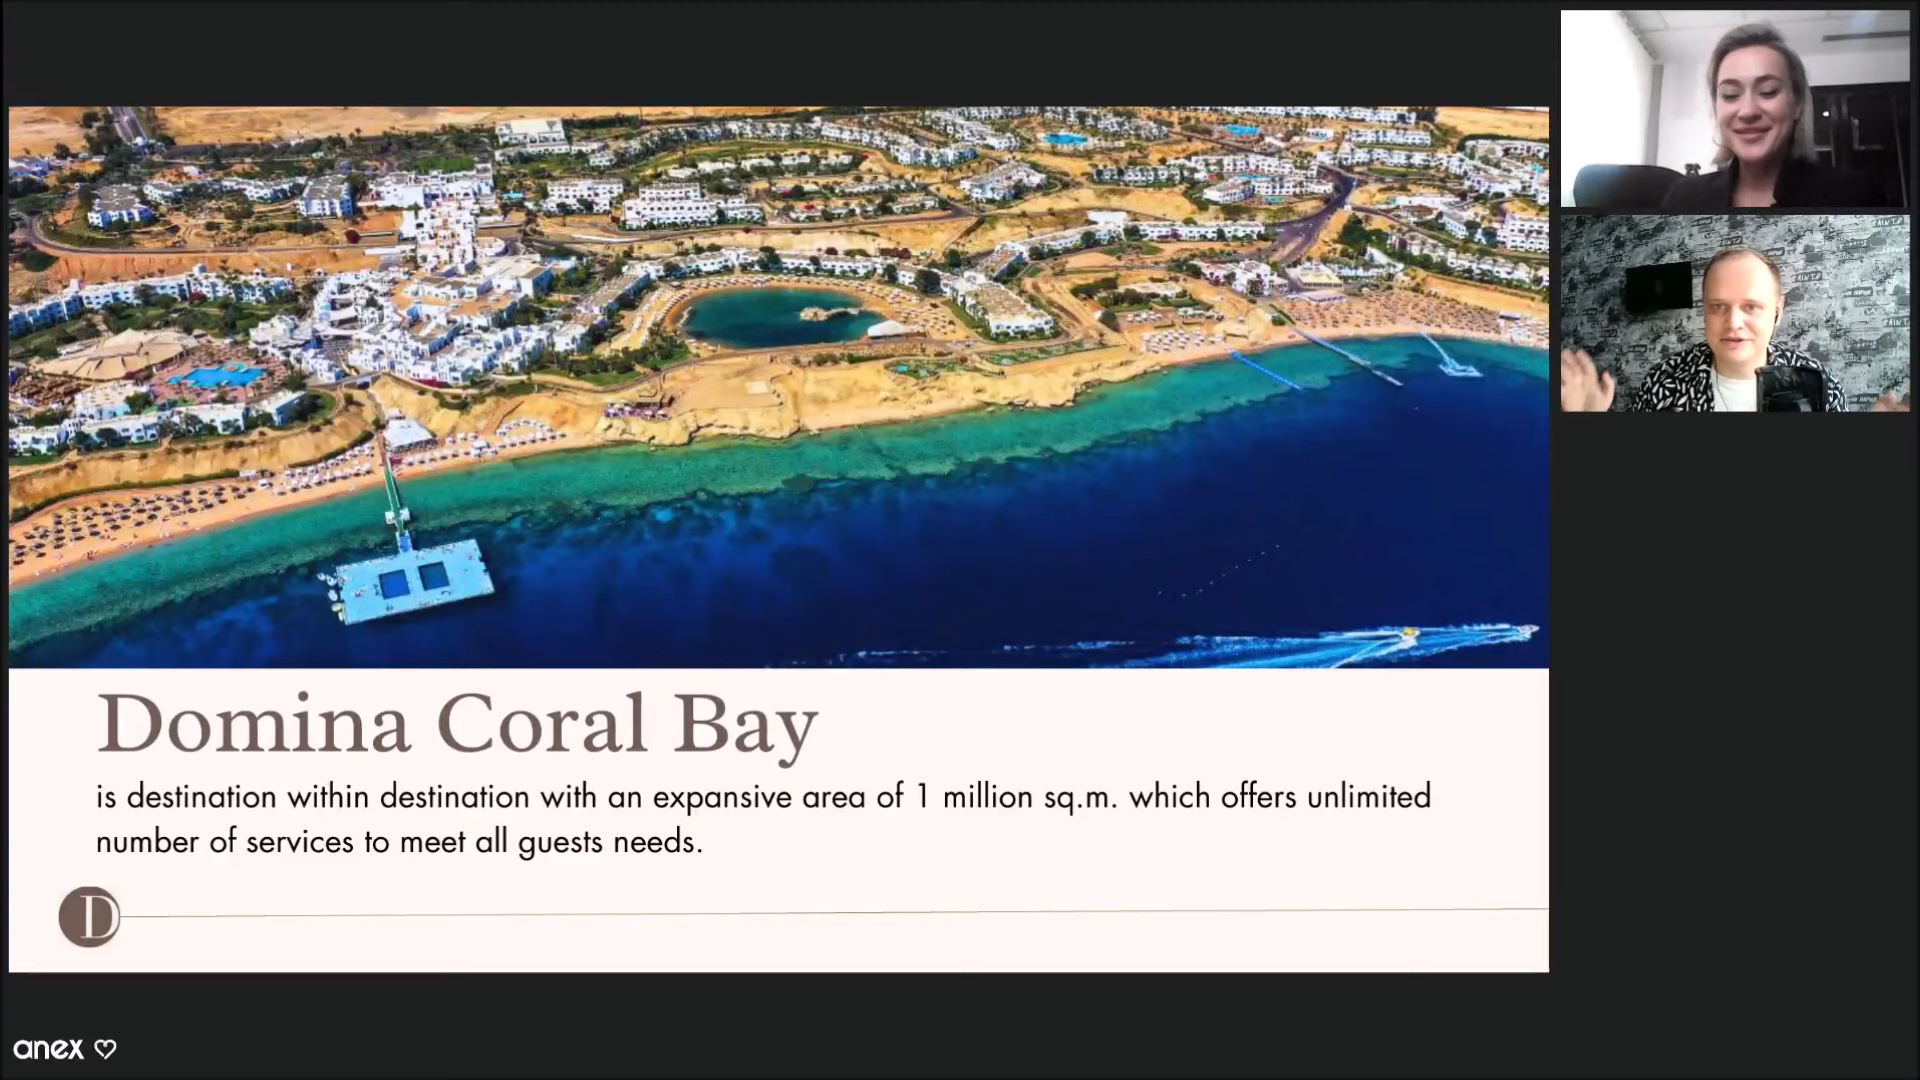 Domina Coral Bay
is destination within destination with an expansive area of 1 million sq.m. which offers unlimited
number of services to meet all guests needs.
D
anex